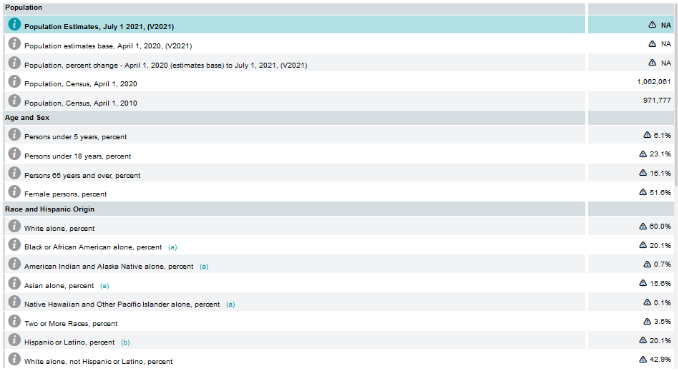 Population
Population Estimates, July 1 2021, (V2021) NA
Population estimates base, April 1, 2020, (V2021) NA
Population, percent change - April 1, 2020 (estimates base) to July 1, 2021, (V2021) NA
Population, Census, April 1, 2020 1,062,061
Population, Census, April 1, 2010 971,777
Age and Sex
Persons under 5 years, percent 6.1%
Persons under 18 years, percent 23.1%
Persons 65 years and over, percent 16.1%
Female persons, percent 51.6%
Race and Hispanic Origin
White alone, percent 60.0%
Black or African American alone, percent (a) 20.1%
American Indian and Alaska Native alone, percent (a) 0.7%
Asian alone, percent (a) 15.6%
Native Hawaiian and Other Pacific Islander alone, percent (a) 0.1%
Two or More Races, percent 3.5%
Hispanic or Latino, percent (b) 20.1%
White alone, not Hispanic or Latino, percent 42.9%